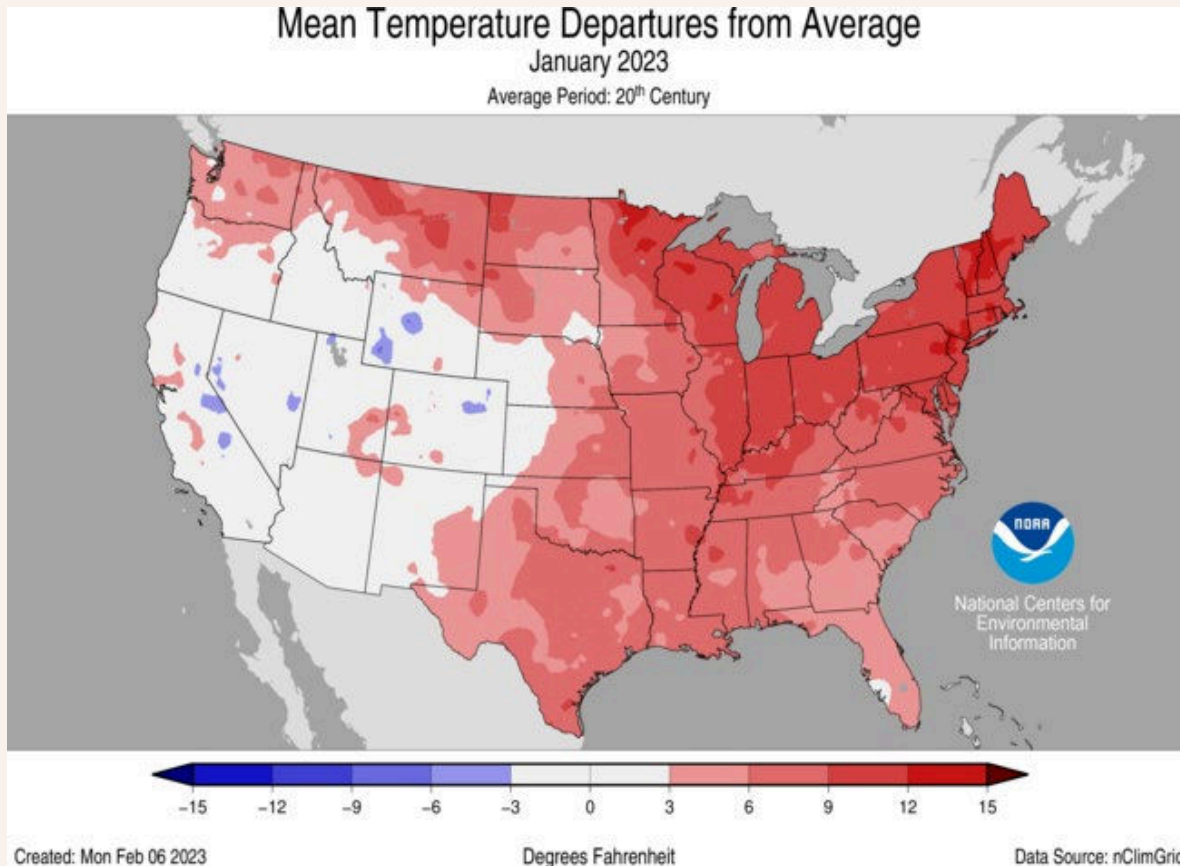 Mean Temperature Departures from Average
January 2023
Average Period: 20th Century
NOAA
National Centers for
Environmental
Information
−15 −12 −9 −6 −3 0 3 6 9 12 15
Created: Mon Feb 06 2023 Degrees Fahrenheit Data Source: nClimGrid